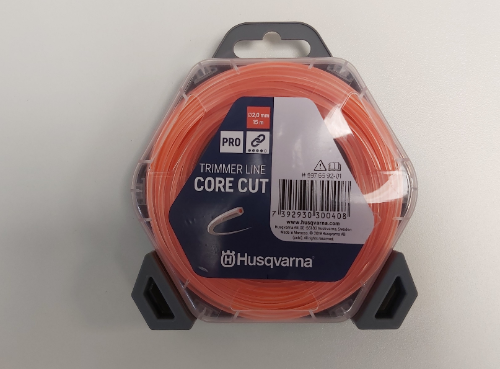 Ø2,0 mm
15 m
PRO
TRIMMER LINE
CORE CUT
Husqvarna
7 392930 300408
www.husqvarna.com